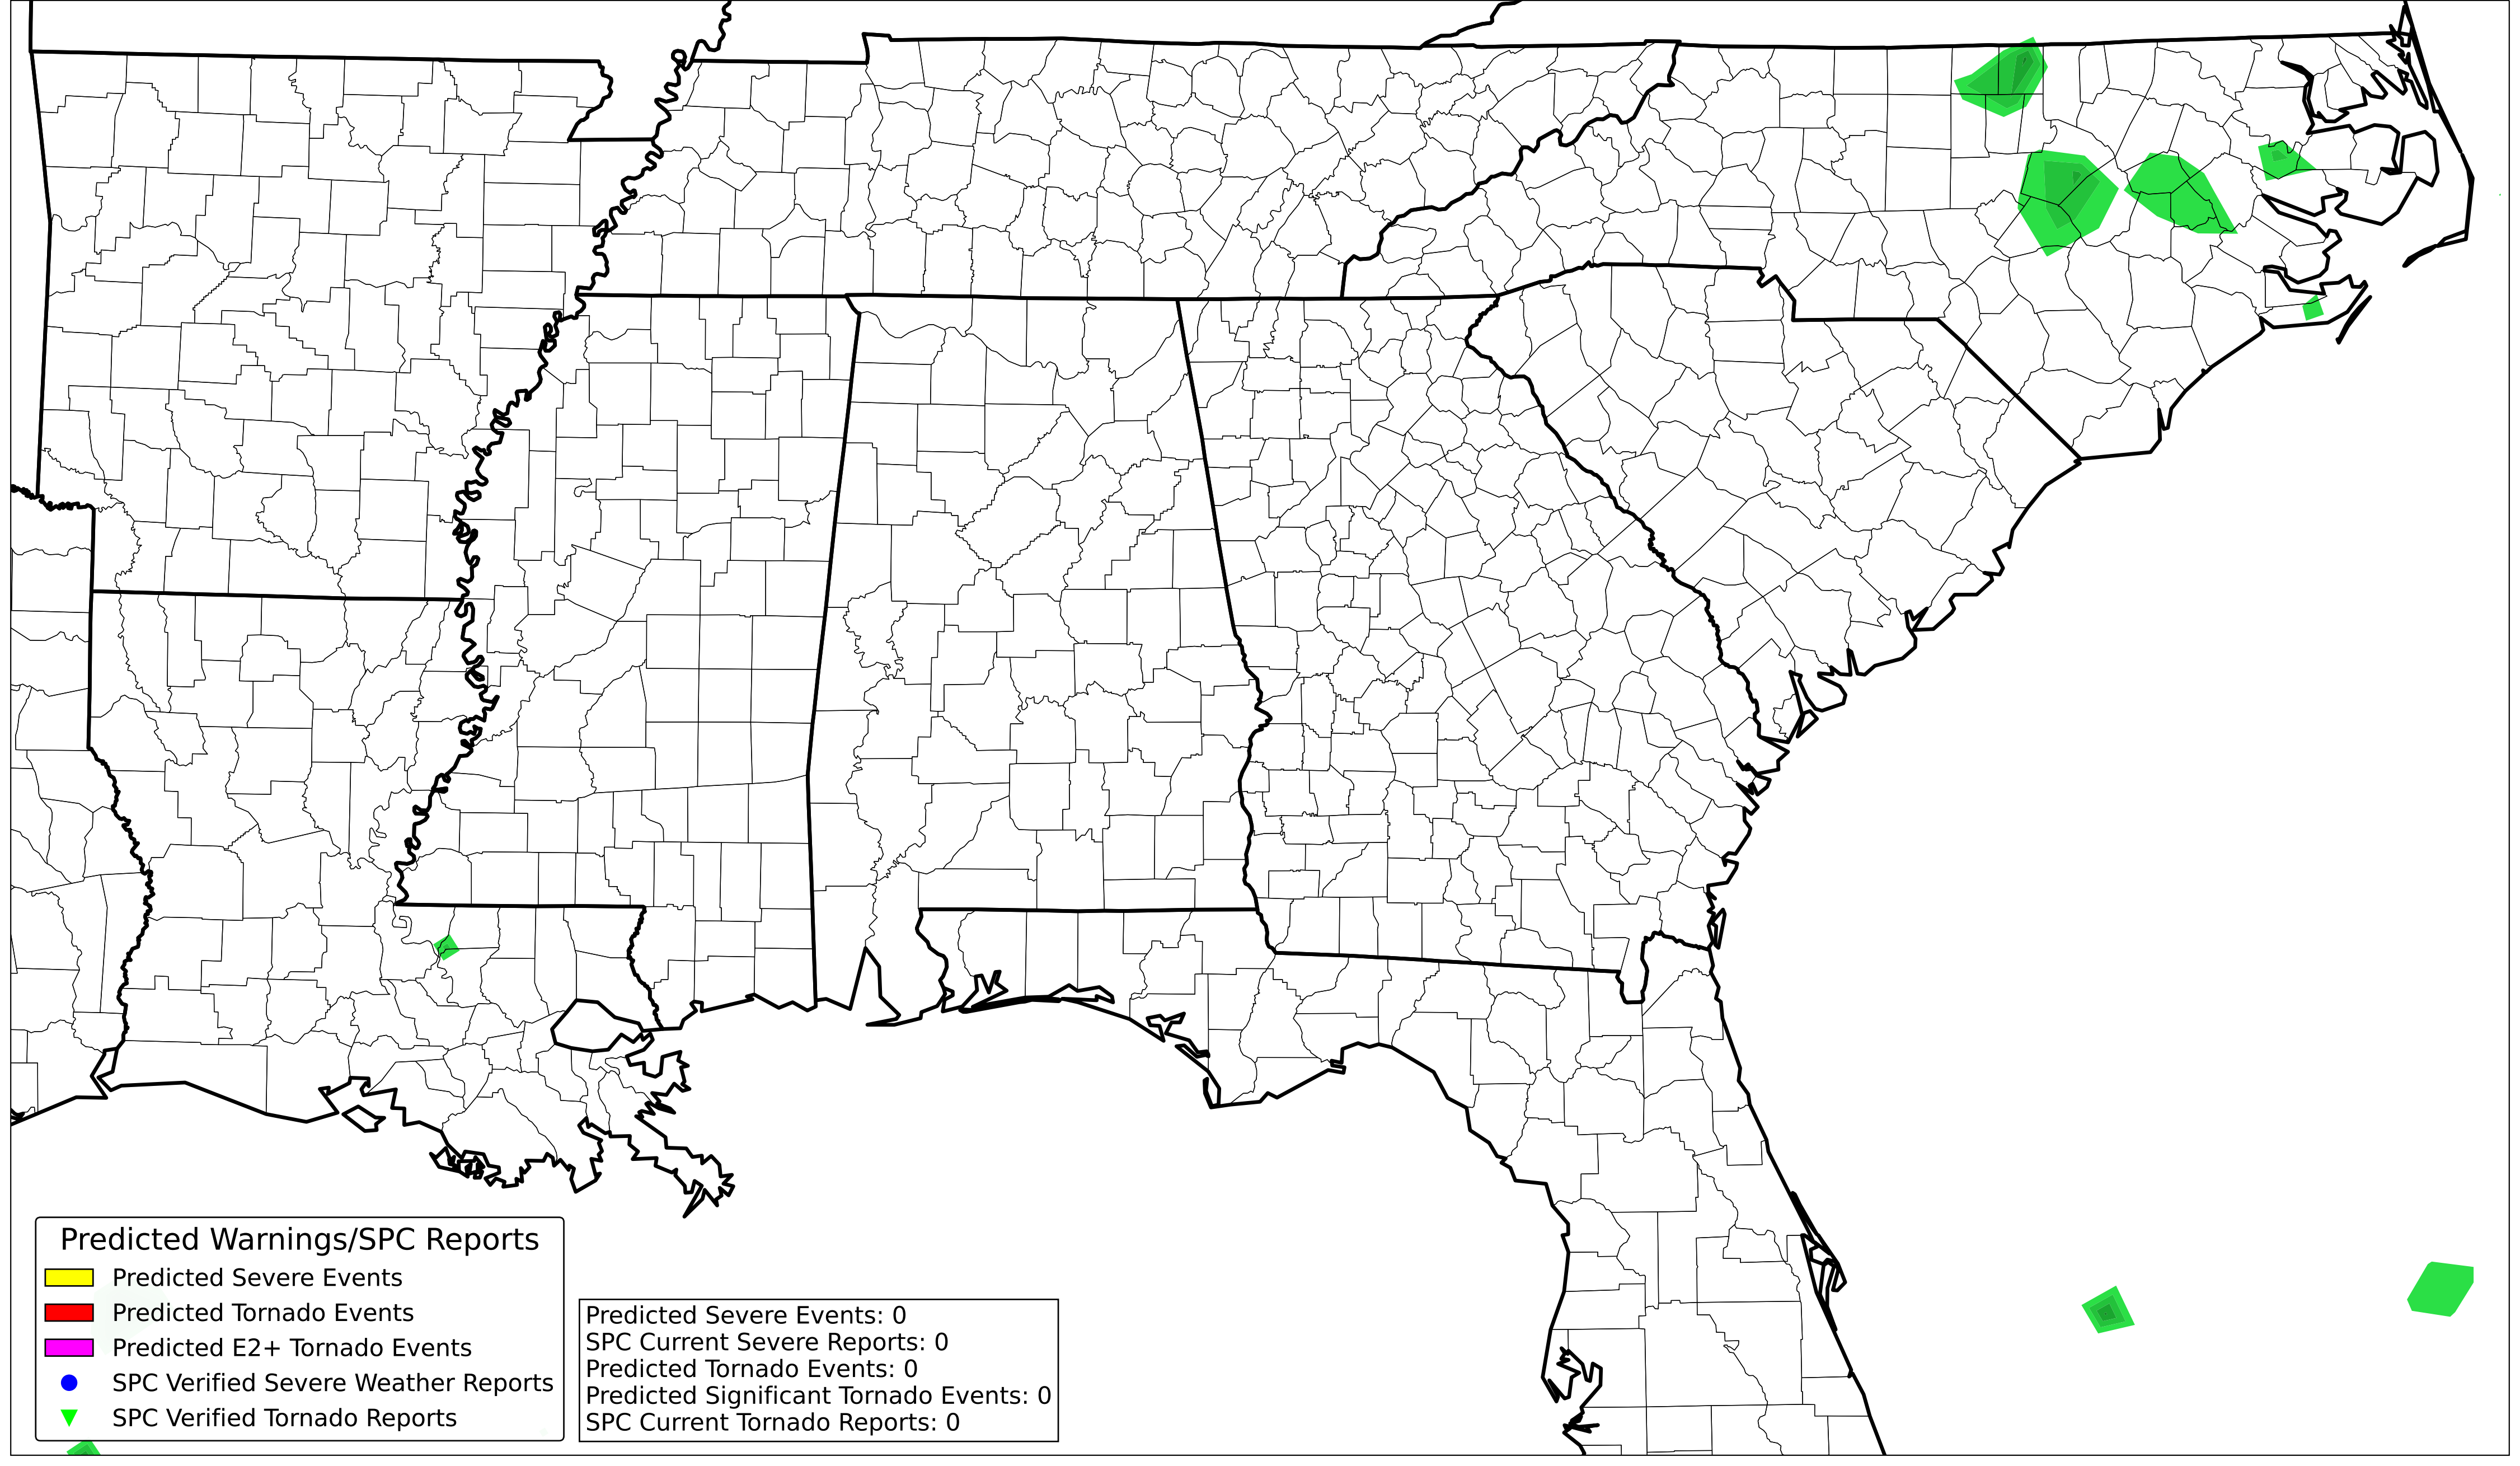 Predicted Warnings/SPC Reports
Predicted Severe Events
Predicted Tornado Events
Predicted E2+ Tornado Events
SPC Verified Severe Weather Reports
SPC Verified Tornado Reports
Predicted Severe Events: 0
SPC Current Severe Reports: 0
Predicted Tornado Events: 0
Predicted Significant Tornado Events: 0
SPC Current Tornado Reports: 0